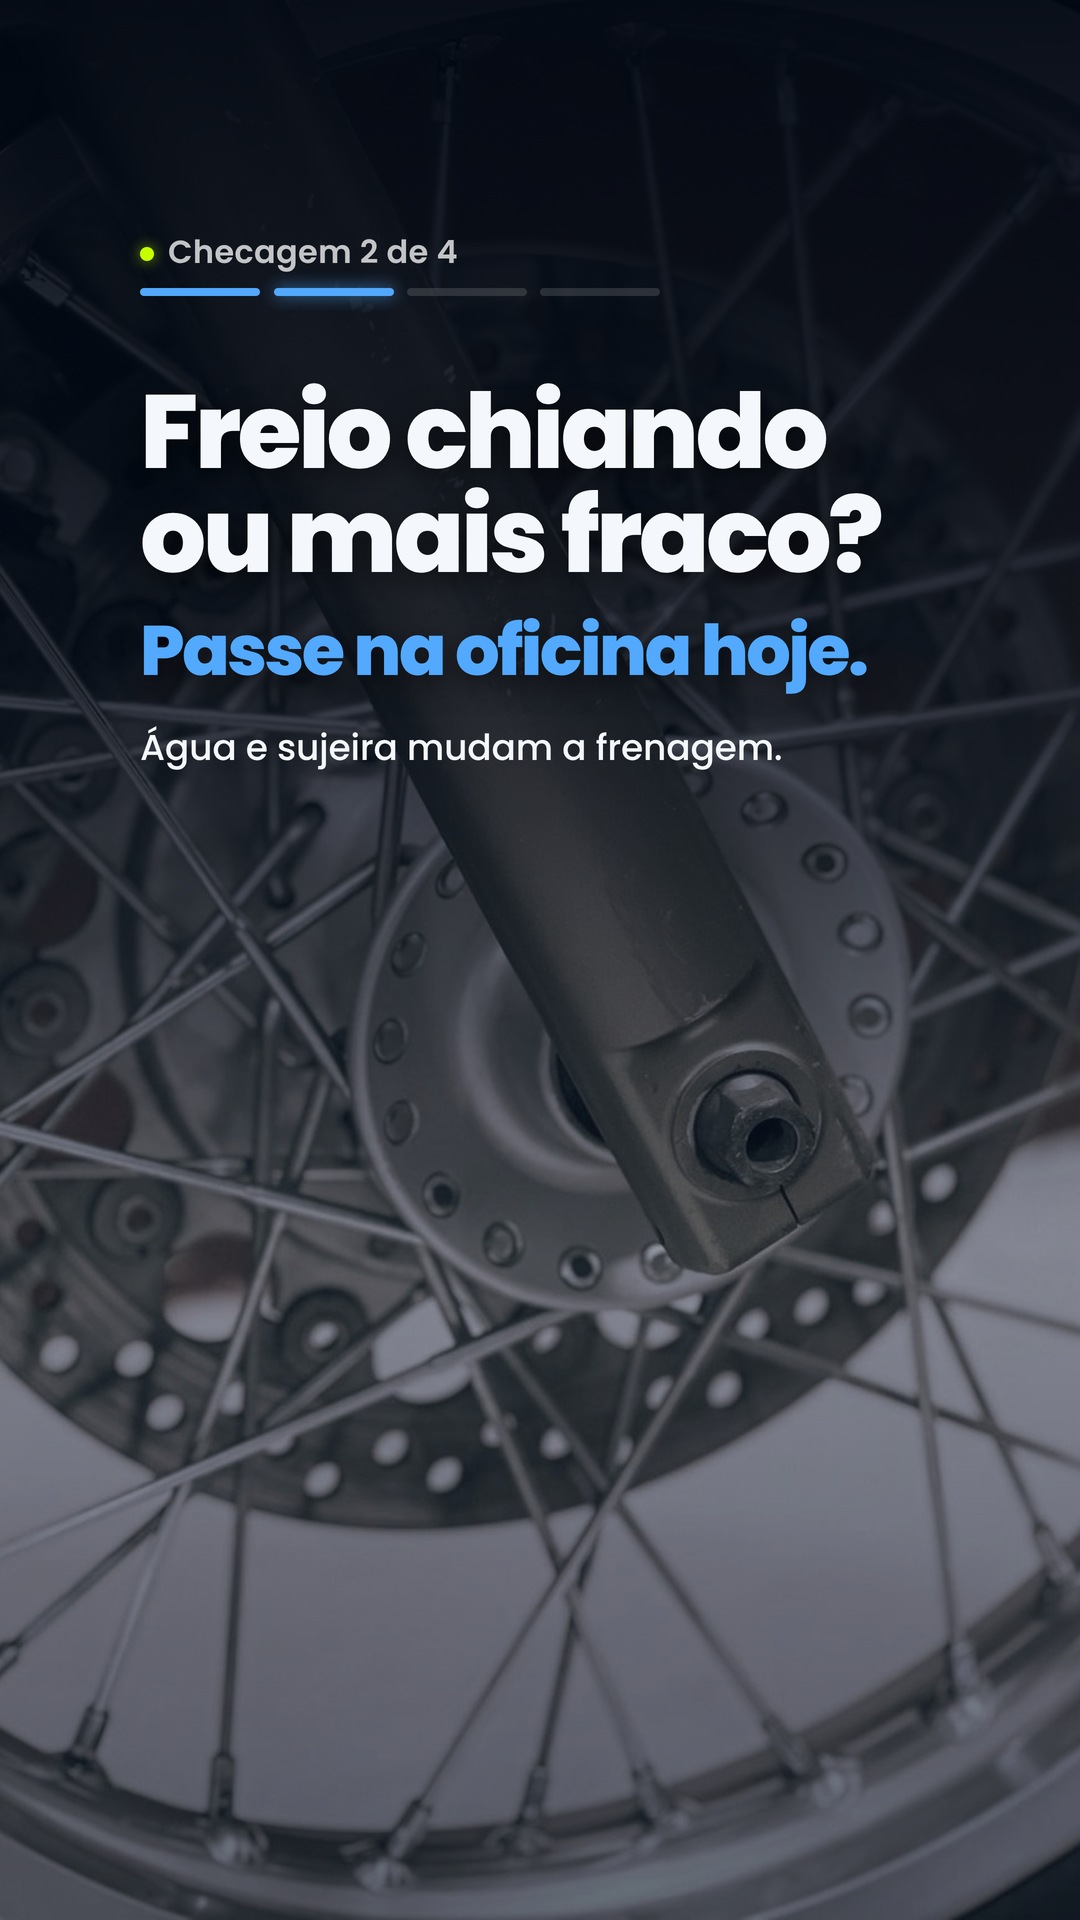 Checagem 2 de 4
Freio chiando
ou mais fraco?
Passe na oficina hoje.
Água e sujeira mudam a frenagem.